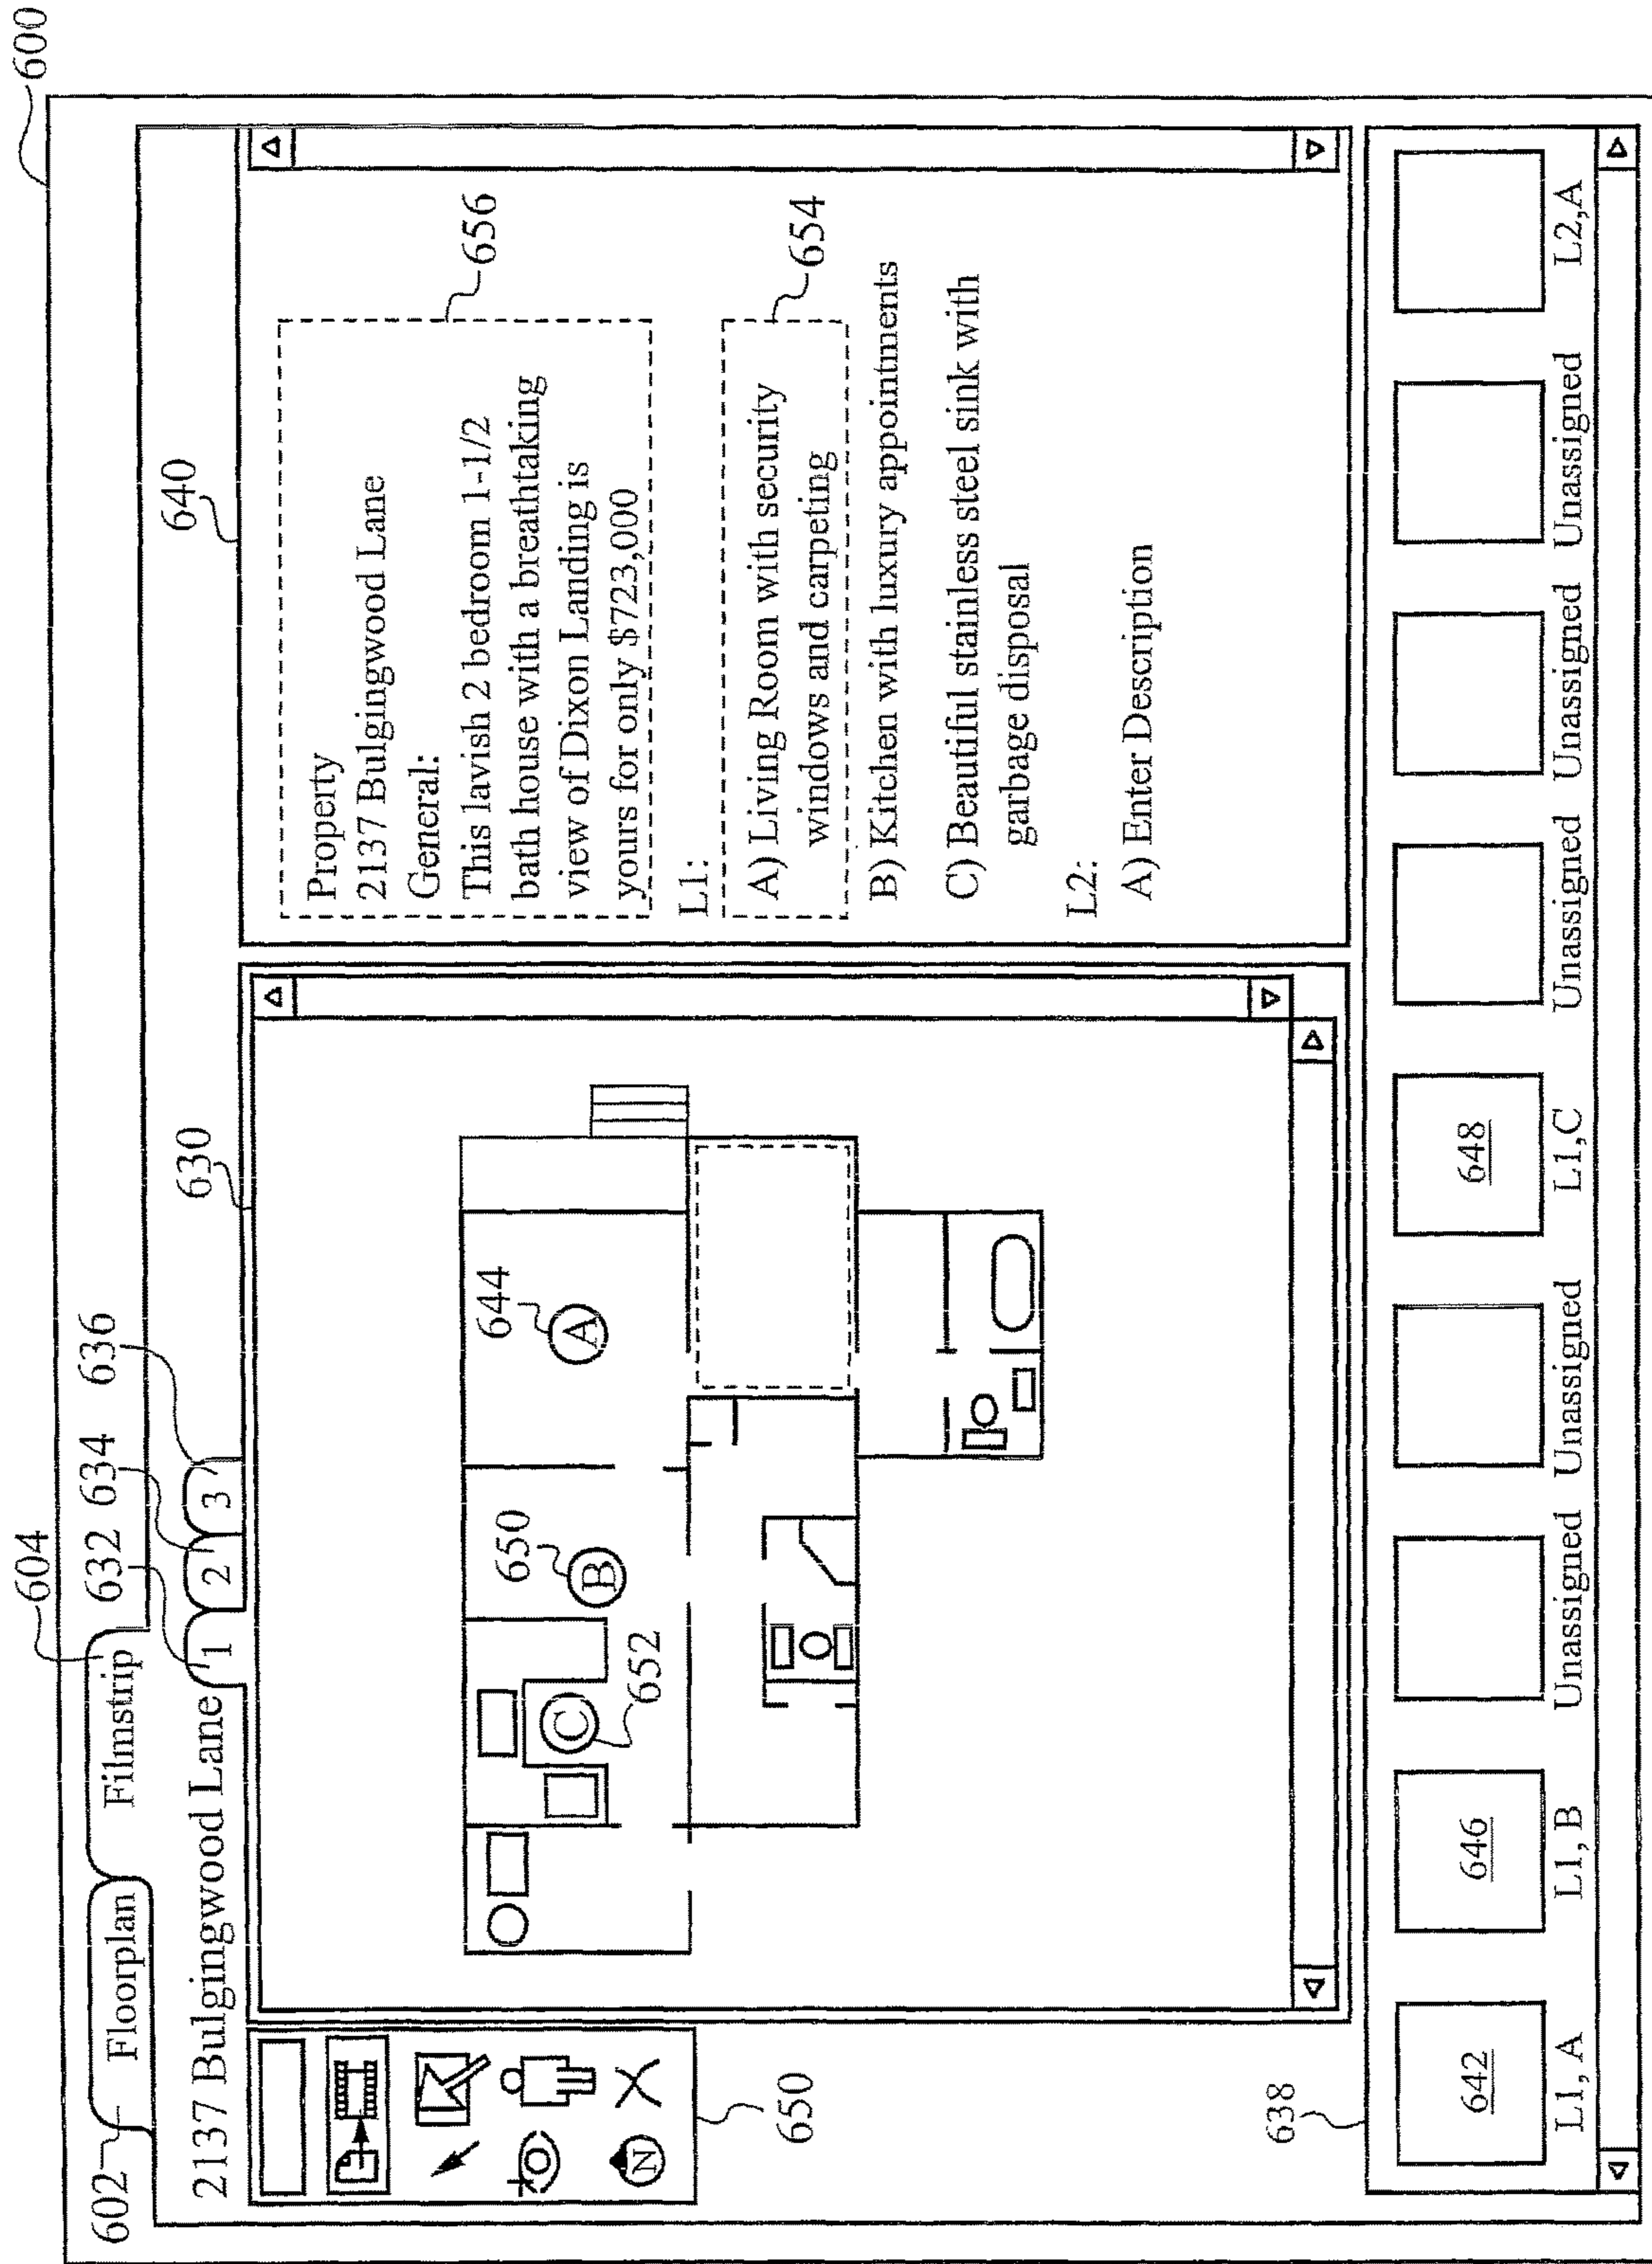 600
604
602
Floorplan
Filmstrip
632 634 636
2137 Bulgingwood Lane
1
2
3
630
640
650
N
644
A
650
B
C
652
Property
2137 Bulgingwood Lane
General:
This lavish 2 bedroom 1-1/2
bath house with a breathtaking
view of Dixon Landing is
yours for only $723,000
656
L1:
A) Living Room with security
windows and carpeting
654
B) Kitchen with luxury appointments
C) Beautiful stainless steel sink with
garbage disposal
L2:
A) Enter Description
638
642
646
648
L1, A
L1, B
Unassigned
Unassigned
L1,C
Unassigned
Unassigned
Unassigned
L2,A